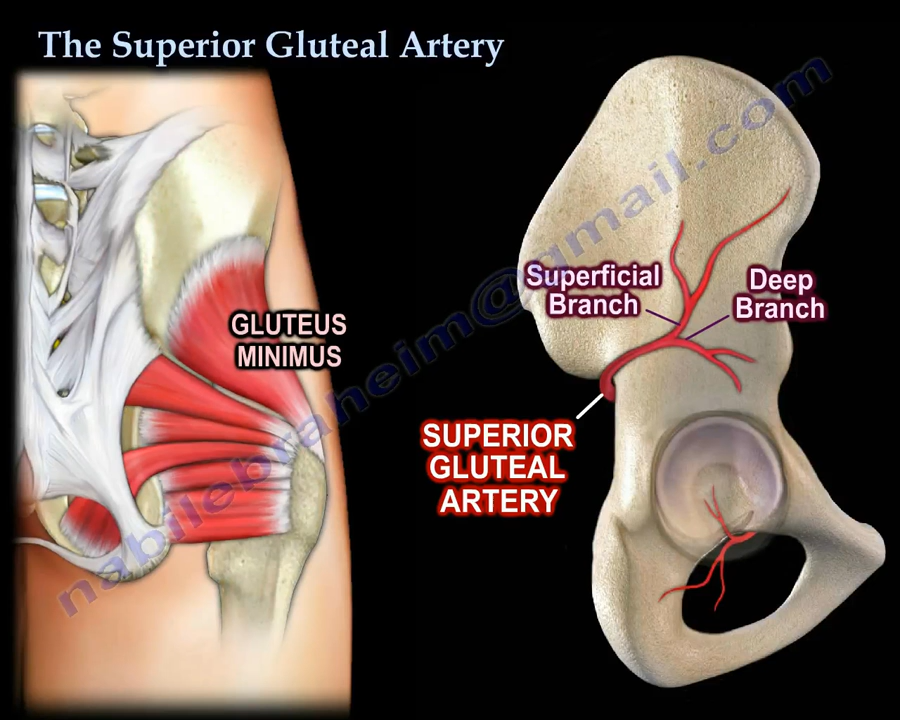 The Superior Gluteal Artery
GLUTEUS
MINIMUS
Superficial
Branch
Deep
Branch
SUPERIOR
GLUTEAL
ARTERY
nabilebraheim@gmail.com